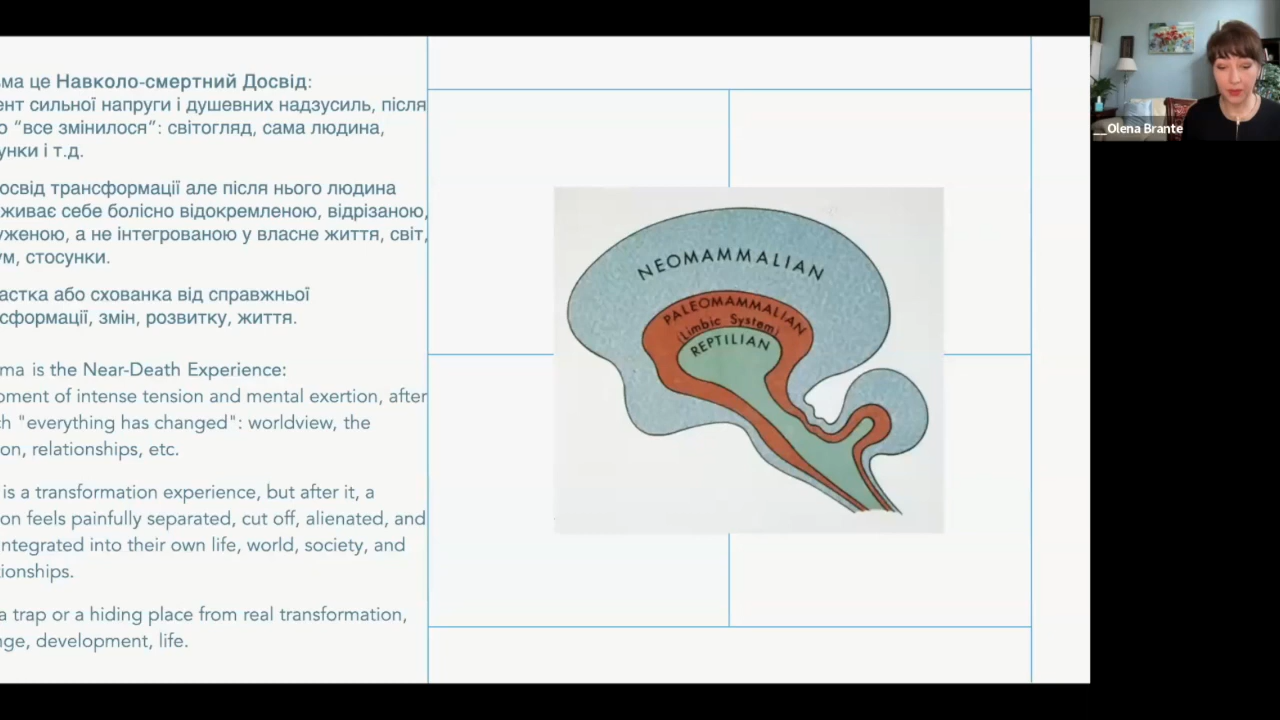 ма це Навколо-смертний Досвід:
ент сильної напруги і душевних надзусиль, після
о “все змінилося“: світогляд, сама людина,
унки і т.д.
освід трансформації але після нього людина
живає себе болісно відокремленою, відрізаною,
уженою, а не інтегрованою у власне життя, світ,
ум, стосунки.
астка або схованка від справжньої
сформації, змін, розвитку, життя.
ma is the Near-Death Experience:
oment of intense tension and mental exertion, after
ch "everything has changed": worldview, the
on, relationships, etc.
is a transformation experience, but after it, a
on feels painfully separated, cut off, alienated, and
ntegrated into their own life, world, society, and
ionships.
a trap or a hiding place from real transformation,
nge, development, life.
NEOMAMMALIAN
PALEOMAMMALIAN
(Limbic System)
REPTILIAN
__Olena Brante